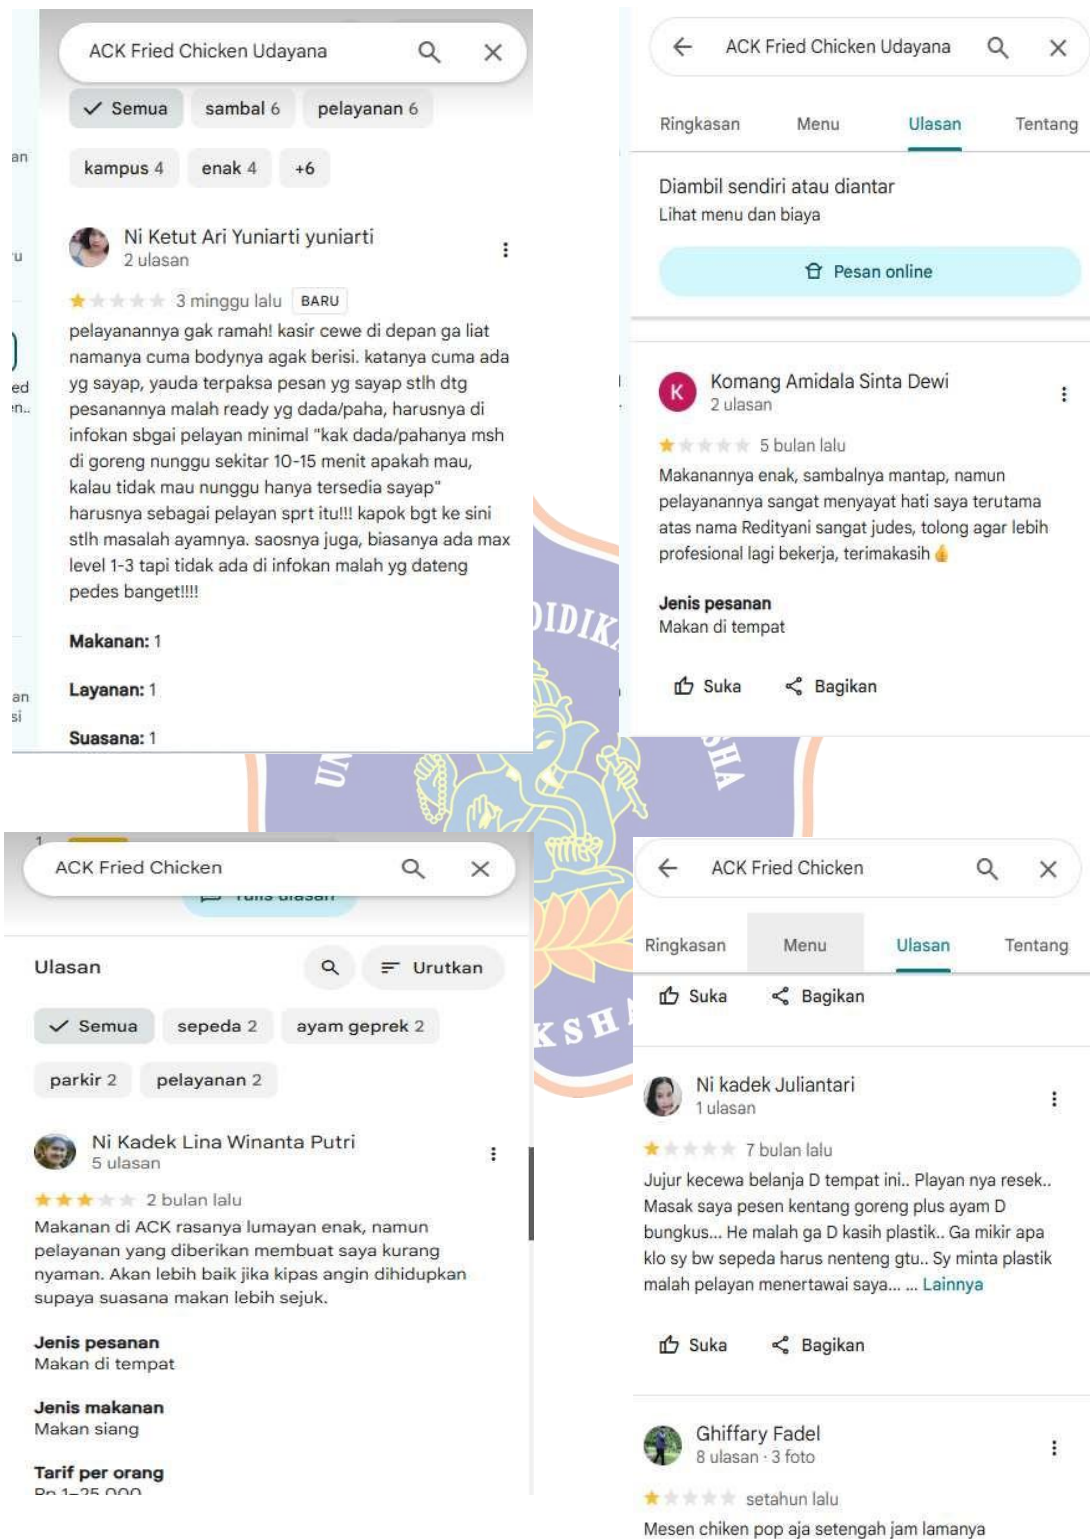 ACK Fried Chicken Udayana
Semua
sambal 6
pelayanan 6
kampus 4
enak 4
+6
Ni Ketut Ari Yuniarti yuniarti
2 ulasan
3 minggu lalu BARU
pelayanannya gak ramah! kasir cewe di depan ga liat
namanya cuma bodynya agak berisi. katanya cuma ada
yg sayap, yauda terpaksa pesan yg sayap stlh dtg
pesanannya malah ready yg dada/paha, harusnya di
infokan sbgai pelayan minimal "kak dada/pahanya msh
di goreng nunggu sekitar 10-15 menit apakah mau,
kalau tidak mau nunggu hanya tersedia sayap"
harusnya sebagai pelayan sprt itu!!! kapok bgt ke sini
stlh masalah ayamnya. saosnya juga, biasanya ada max
level 1-3 tapi tidak ada di infokan malah yg dateng
pedes banget!!!!
Makanan: 1
Layanan: 1
Suasana: 1
ACK Fried Chicken Udayana
Ringkasan
Menu
Ulasan
Tentang
Diambil sendiri atau diantar
Lihat menu dan biaya
Pesan online
Komang Amidala Sinta Dewi
2 ulasan
5 bulan lalu
Makanannya enak, sambalnya mantap, namun
pelayanannya sangat menyayat hati saya terutama
atas nama Redityani sangat judes, tolong agar lebih
profesional lagi bekerja, terimakasih👍
Jenis pesanan
Makan di tempat
Suka
Bagikan
ACK Fried Chicken
Tulis ulasan
Ulasan
Urutkan
Semua
sepeda 2
ayam geprek 2
parkir 2
pelayanan 2
Ni Kadek Lina Winanta Putri
5 ulasan
2 bulan lalu
Makanan di ACK rasanya lumayan enak, namun
pelayanan yang diberikan membuat saya kurang
nyaman. Akan lebih baik jika kipas angin dihidupkan
supaya suasana makan lebih sejuk.
Jenis pesanan
Makan di tempat
Jenis makanan
Makan siang
Tarif per orang
Rp 1–25.000
ACK Fried Chicken
Ringkasan
Menu
Ulasan
Tentang
Suka
Bagikan
Ni kadek Juliantari
1 ulasan
7 bulan lalu
Jujur kecewa belanja D tempat ini.. Playan nya resek..
Masak saya pesen kentang goreng plus ayam D
bungkus... He malah ga D kasih plastik.. Ga mikir apa
klo sy bw sepeda harus nenteng gtu.. Sy minta plastik
malah pelayan menertawai saya... ... Lainnya
Suka
Bagikan
Ghiffary Fadel
8 ulasan · 3 foto
setahun lalu
Mesen chiken pop aja setengah jam lamanya